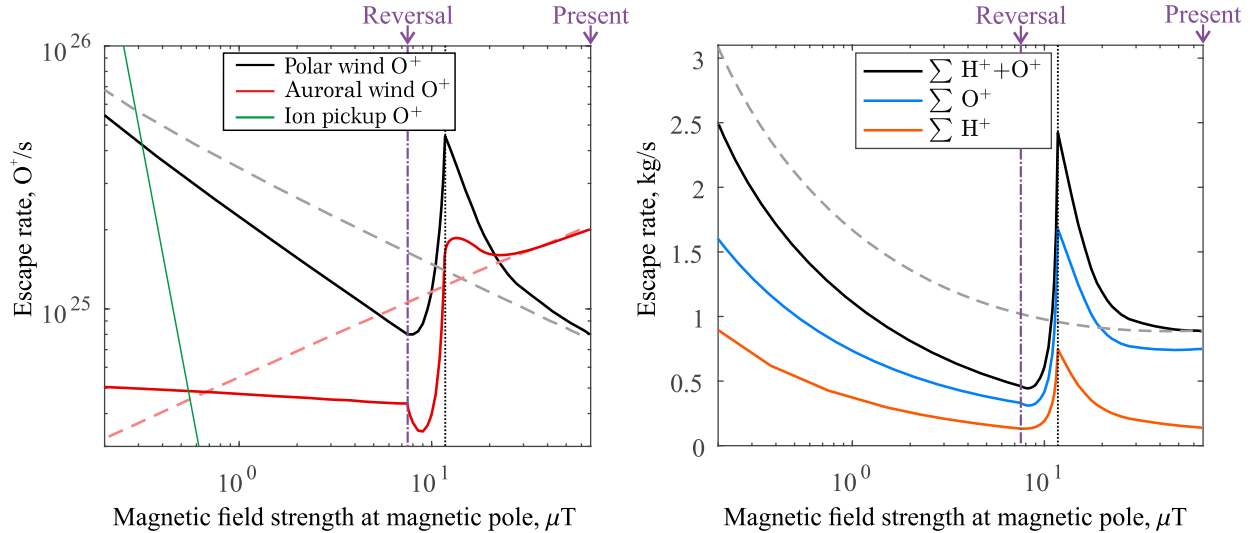 Reversal
Present
10^26
Polar wind O^+
Auroral wind O^+
Ion pickup O^+
Escape rate, O^+/s
10^25
10^0
10^1
Magnetic field strength at magnetic pole, μT
Reversal
Present
3
∑ H^++O^+
∑ O^+
∑ H^+
2.5
2
Escape rate, kg/s
1.5
1
0.5
0
10^0
10^1
Magnetic field strength at magnetic pole, μT